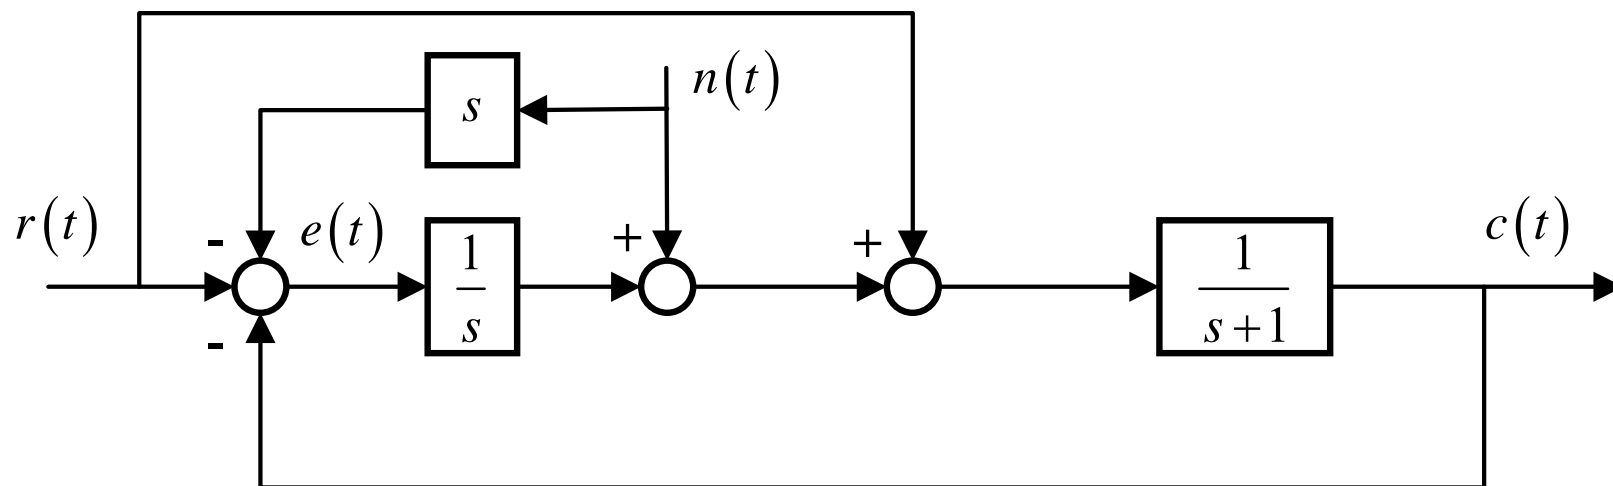 n(t)
s
r(t)
-
e(t)
+
+
c(t)
1/s
1/(s+1)
-